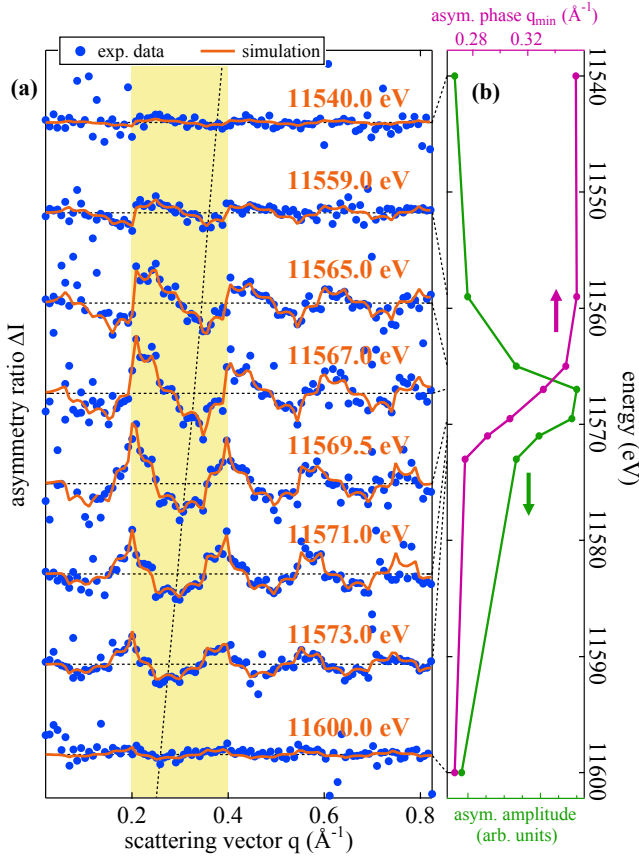 exp. data simulation
(a)
11540.0 eV
11559.0 eV
11565.0 eV
11567.0 eV
11569.5 eV
11571.0 eV
11573.0 eV
11600.0 eV
asymmetry ratio ΔI
0.2 0.4 0.6 0.8
scattering vector q (Å⁻¹)
asym. phase q_min (Å⁻¹)
0.28 0.32
(b)
11540
11550
11560
11570
11580
11590
11600
energy (eV)
asym. amplitude
(arb. units)